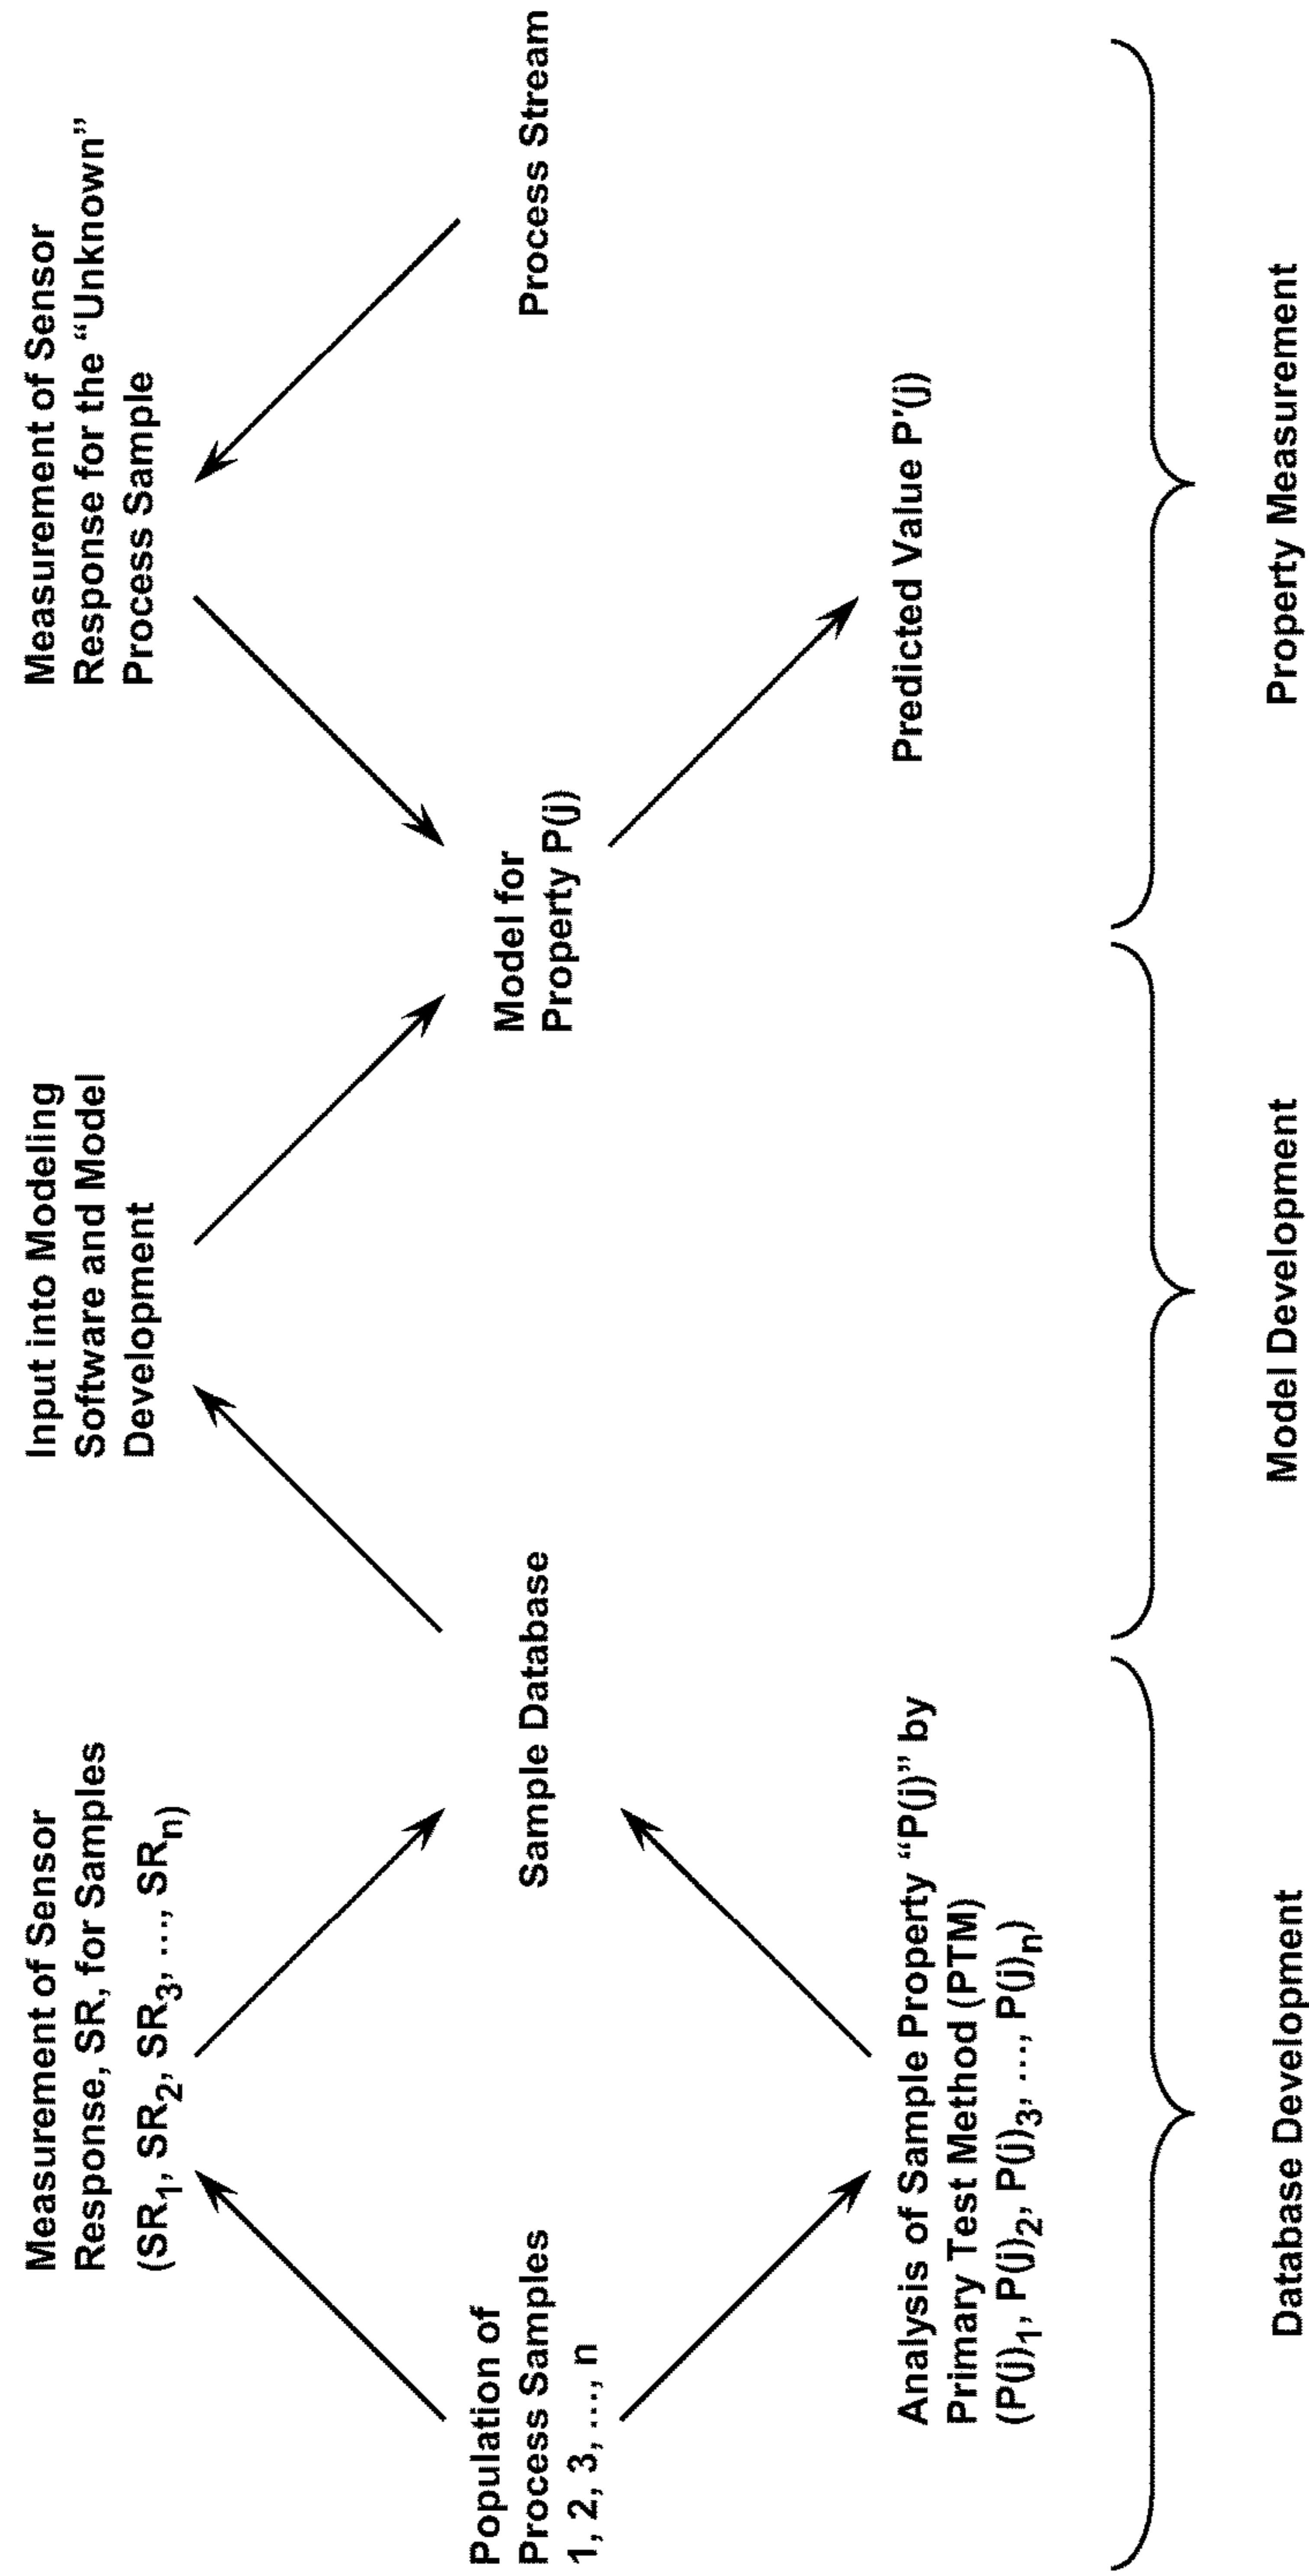 Measurement of Sensor
Response, SR, for Samples
(SR1, SR2, SR3, …, SRn)
Input into Modeling
Software and Model
Development
Measurement of Sensor
Response for the “Unknown”
Process Sample
Population of
Process Samples
1, 2, 3, …, n
Sample Database
Model for
Property P(j)
Process Stream
Analysis of Sample Property “P(j)” by
Primary Test Method (PTM)
(P(j)1, P(j)2, P(j)3, …, P(j)n)
Predicted Value P'(j)
Database Development
Model Development
Property Measurement